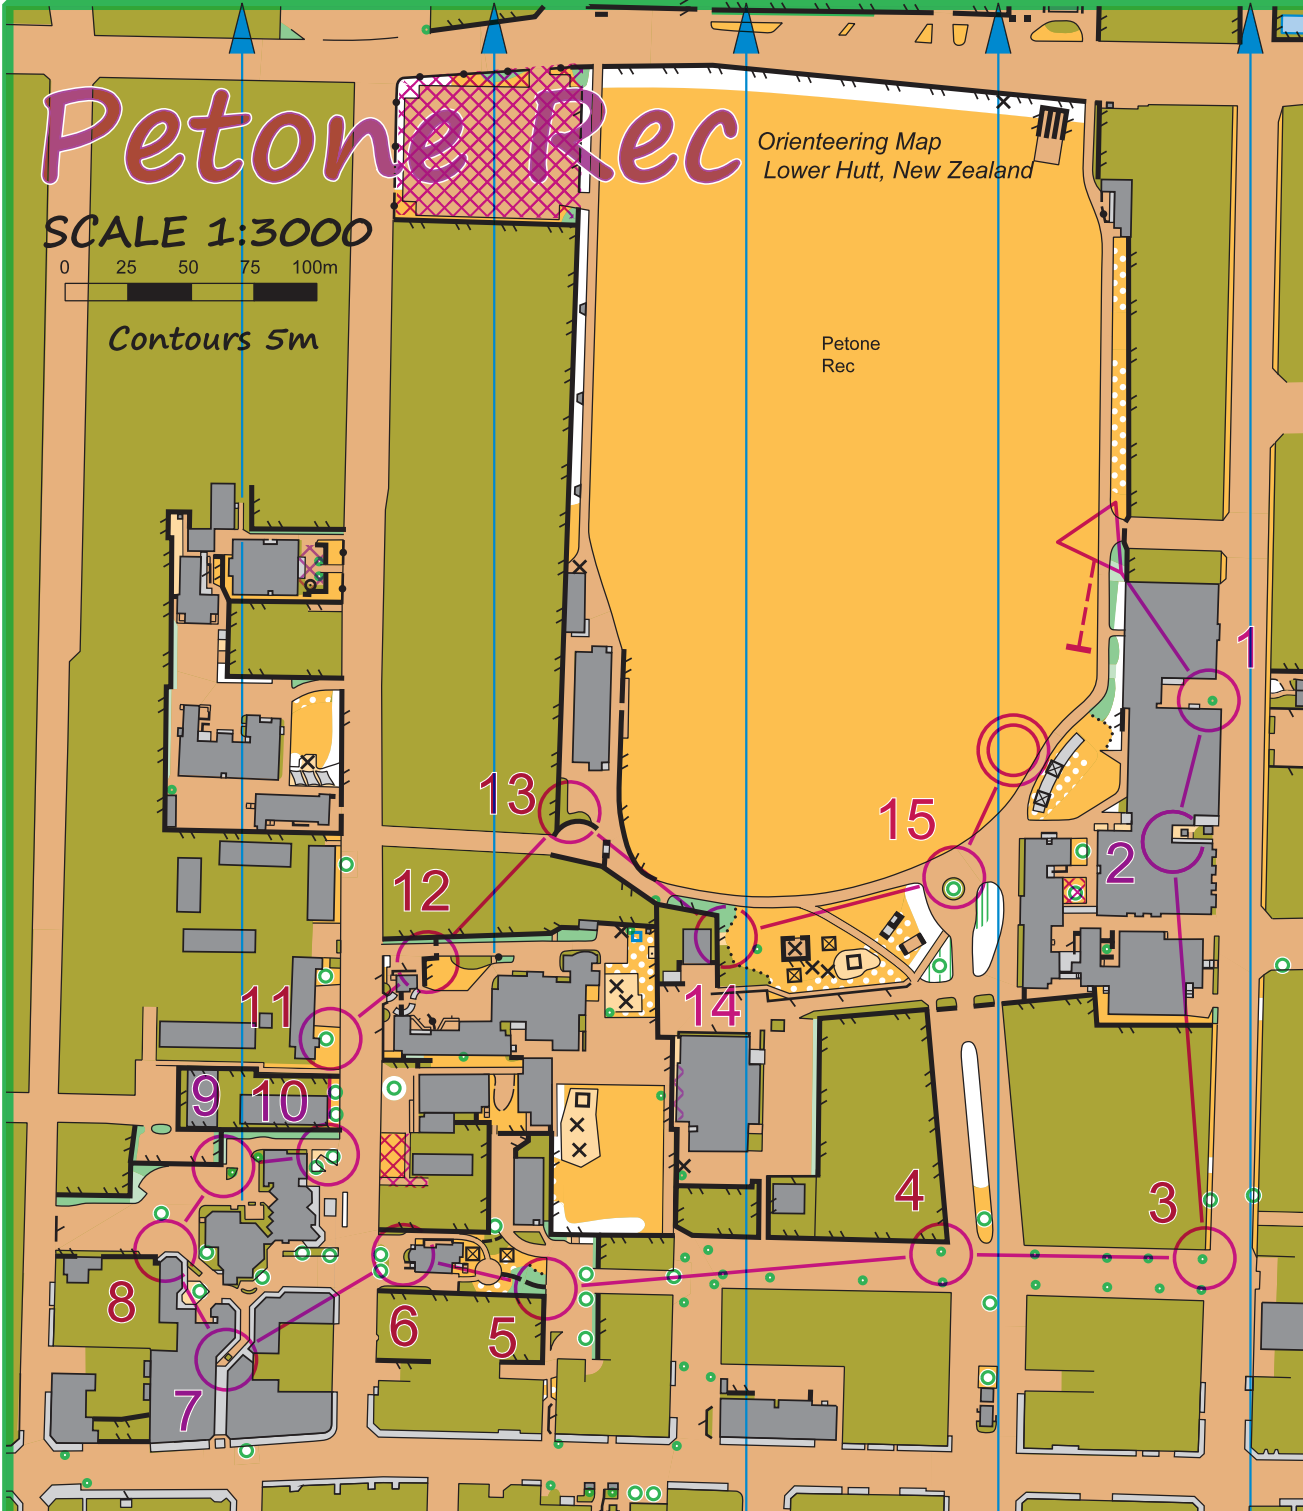 Petone Rec
Orienteering Map
Lower Hutt, New Zealand
SCALE 1:3000
0 25 50 75 100m
Contours 5m
Petone
Rec
1
13
15
2
12
11
14
9 10
4
3
8
6
5
7